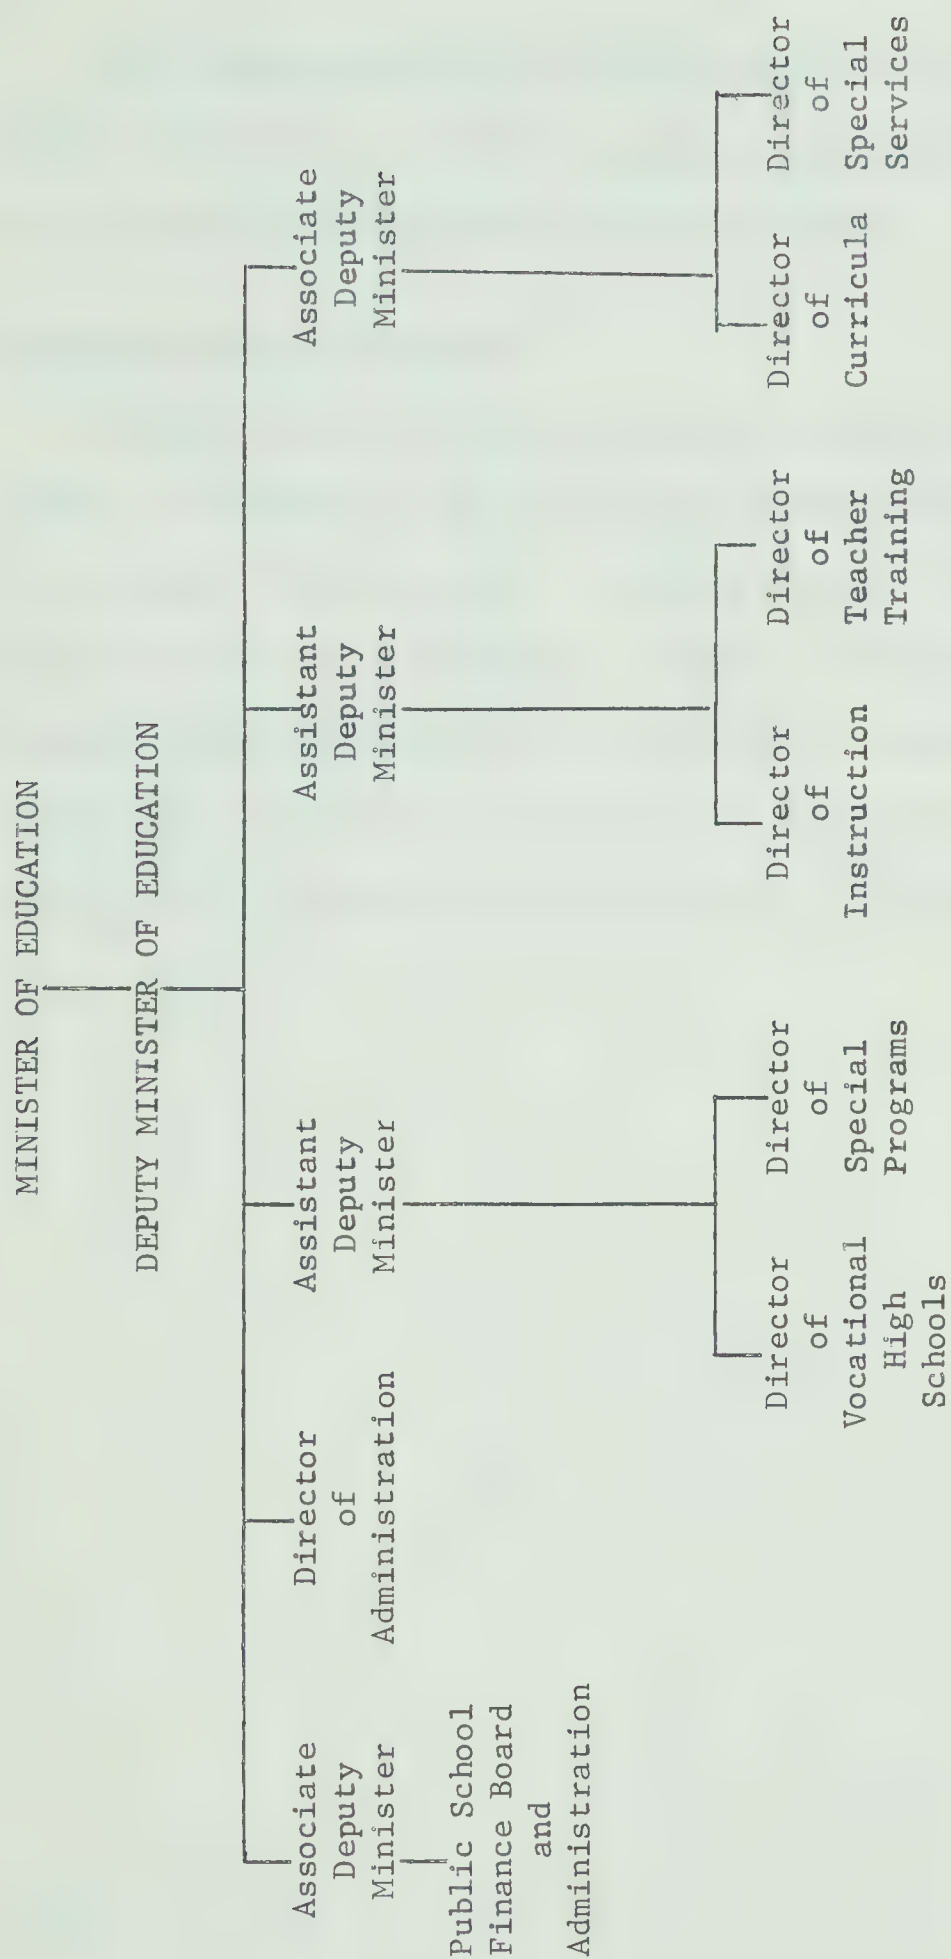 MINISTER OF EDUCATION
DEPUTY MINISTER OF EDUCATION
Associate
Deputy
Minister
Public School
Finance Board
and
Administration
Director
of
Administration
Assistant
Deputy
Minister
Director
of
Vocational
High
Schools
Director
of
Special
Programs
Assistant
Deputy
Minister
Director
of
Instruction
Director
of
Teacher
Training
Associate
Deputy
Minister
Director
of
Curricula
Director
of
Special
Services